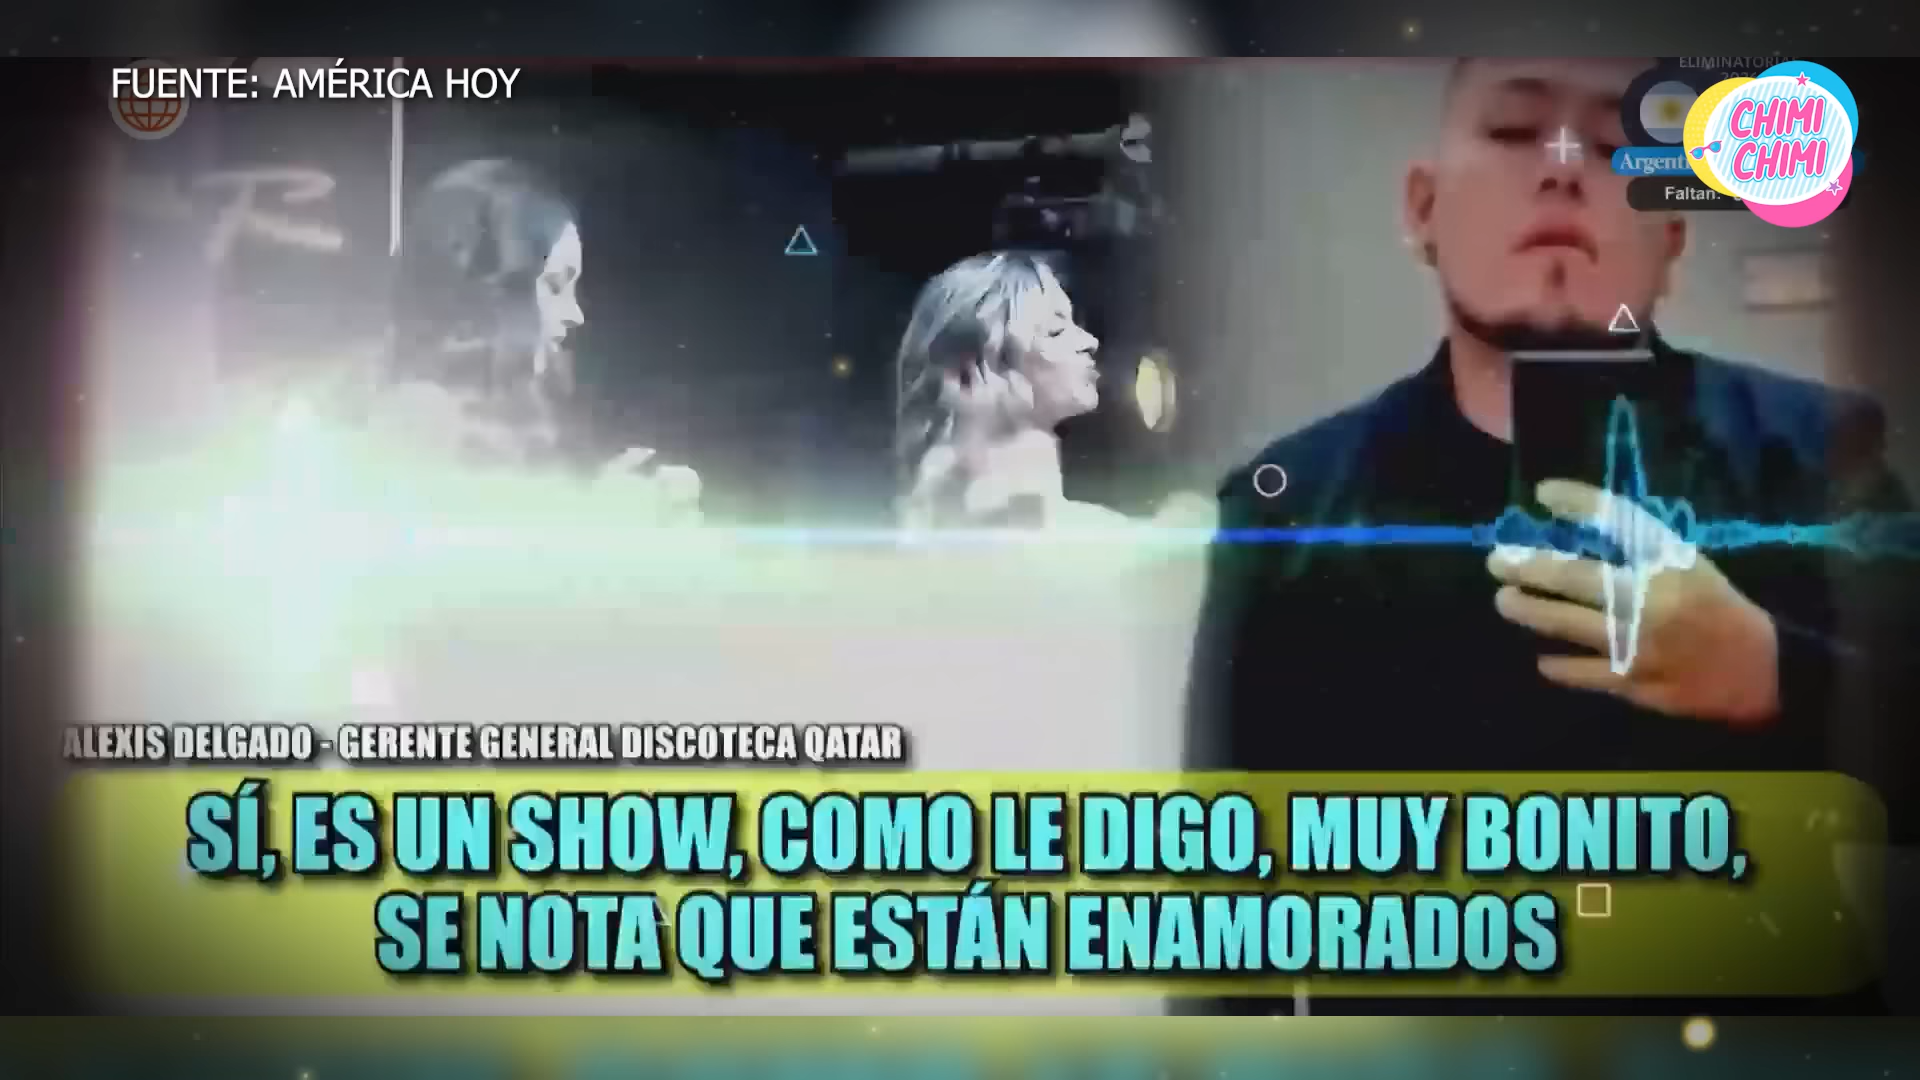 FUENTE: AMÉRICA HOY
ELIMINATORIAS
CHIMI
CHIMI
Faltan:
ALEXIS DELGADO - GERENTE GENERAL DISCOTECA QATAR
SÍ, ES UN SHOW, COMO LE DIGO, MUY BONITO,
SE NOTA QUE ESTÁN ENAMORADOS